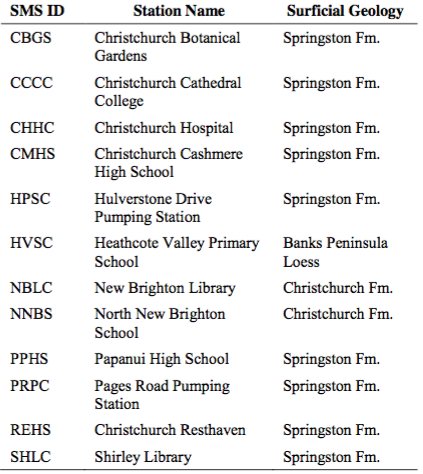 SMS ID Station Name Surficial Geology
CBGS Christchurch Botanical Springston Fm.
Gardens
CCCC Christchurch Cathedral Springston Fm.
College
CHHC Christchurch Hospital Springston Fm.
CMHS Christchurch Cashmere Springston Fm.
High School
HPSC Hulverstone Drive Springston Fm.
Pumping Station
HVSC Heathcote Valley Primary Banks Peninsula
School Loess
NBLC New Brighton Library Christchurch Fm.
NNBS North New Brighton Christchurch Fm.
School
PPHS Papanui High School Springston Fm.
PRPC Pages Road Pumping Springston Fm.
Station
REHS Christchurch Resthaven Springston Fm.
SHLC Shirley Library Springston Fm.